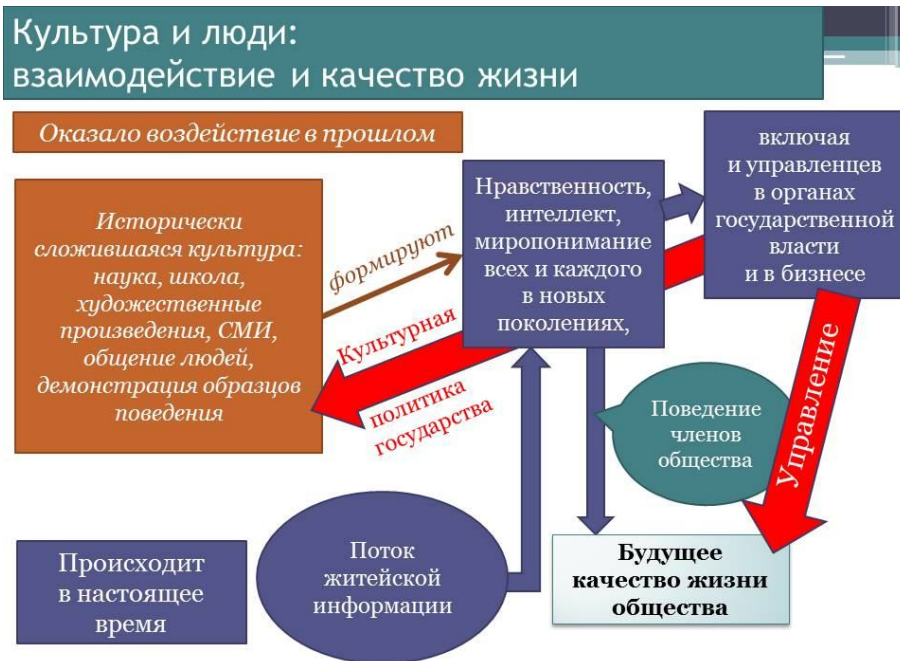 Культура и люди:
взаимодействие и качество жизни
Оказало воздействие в прошлом
Исторически
сложившаяся культура:
наука, школа,
художественные
произведения, СМИ,
общение людей,
демонстрация образцов
поведения
формируют
Культурная
политика
государства
Нравственность,
интеллект,
миропонимание
всех и каждого
в новых
поколениях,
включая
и управленцев
в органах
государственной
власти
и в бизнесе
Управление
Поведение
членов
общества
Происходит
в настоящее
время
Поток
житейской
информации
Будущее
качество жизни
общества